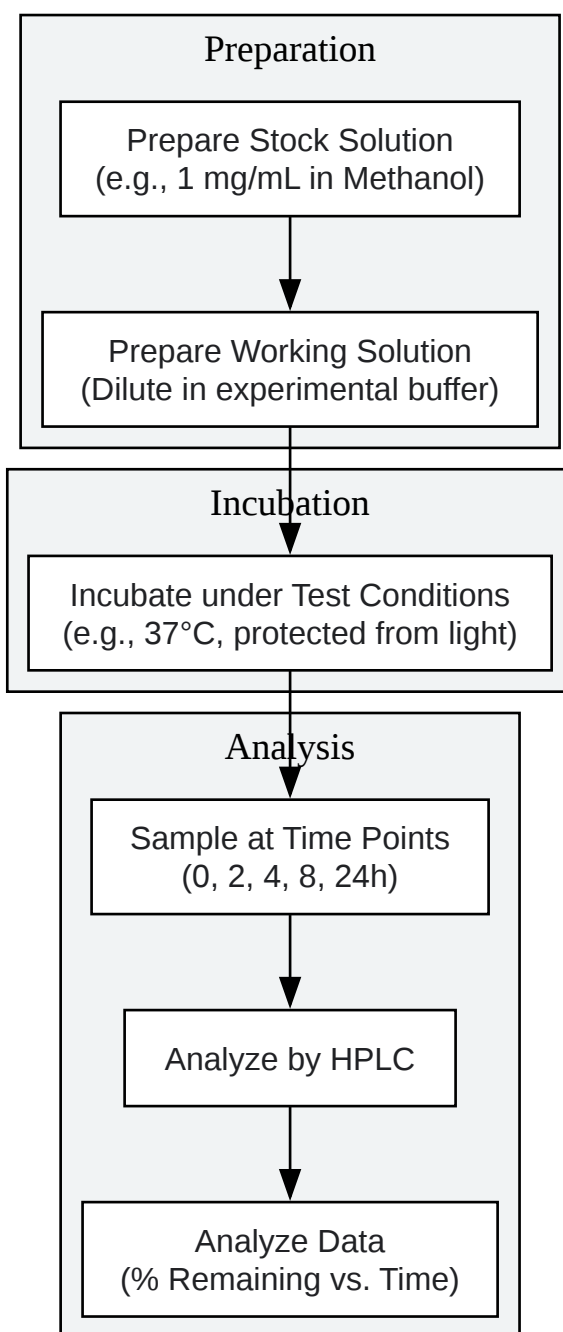 Preparation
Prepare Stock Solution
(e.g., 1 mg/mL in Methanol)
Prepare Working Solution
(Dilute in experimental buffer)
Incubation
Incubate under Test Conditions
(e.g., 37°C, protected from light)
Analysis
Sample at Time Points
(0, 2, 4, 8, 24h)
Analyze by HPLC
Analyze Data
(% Remaining vs. Time)